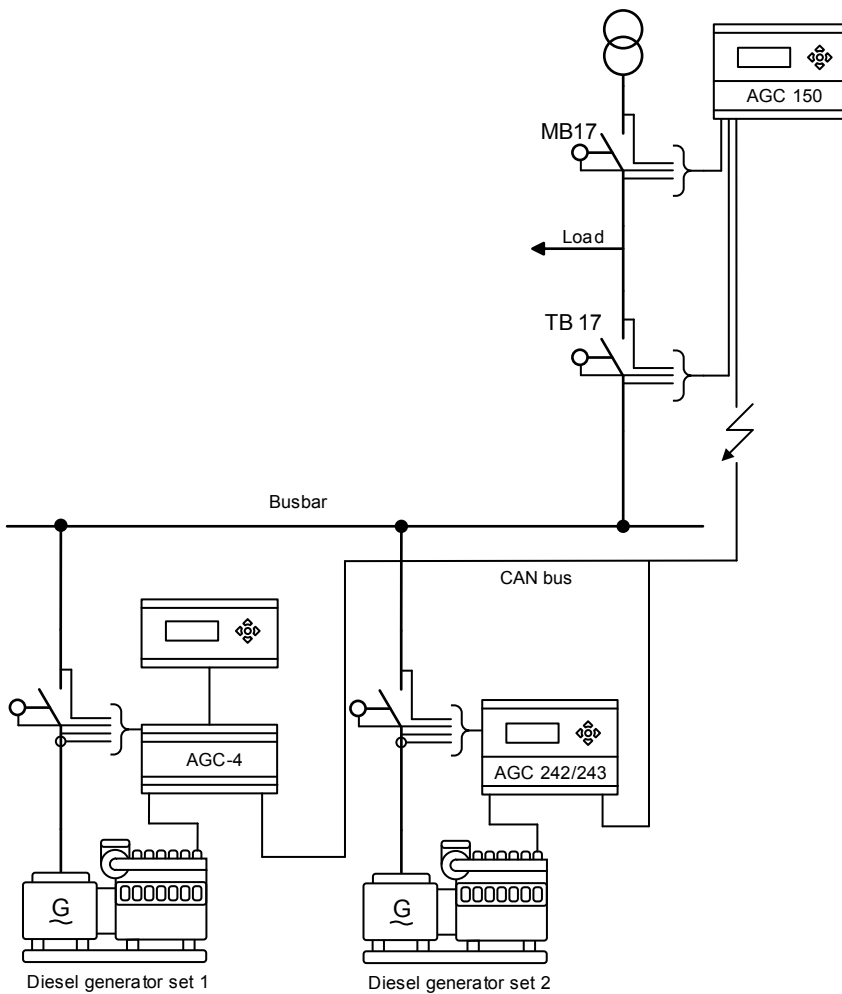 AGC 150
MB17
Load
TB 17
Busbar
CAN bus
AGC-4
AGC 242/243
G
G
Diesel generator set 1
Diesel generator set 2